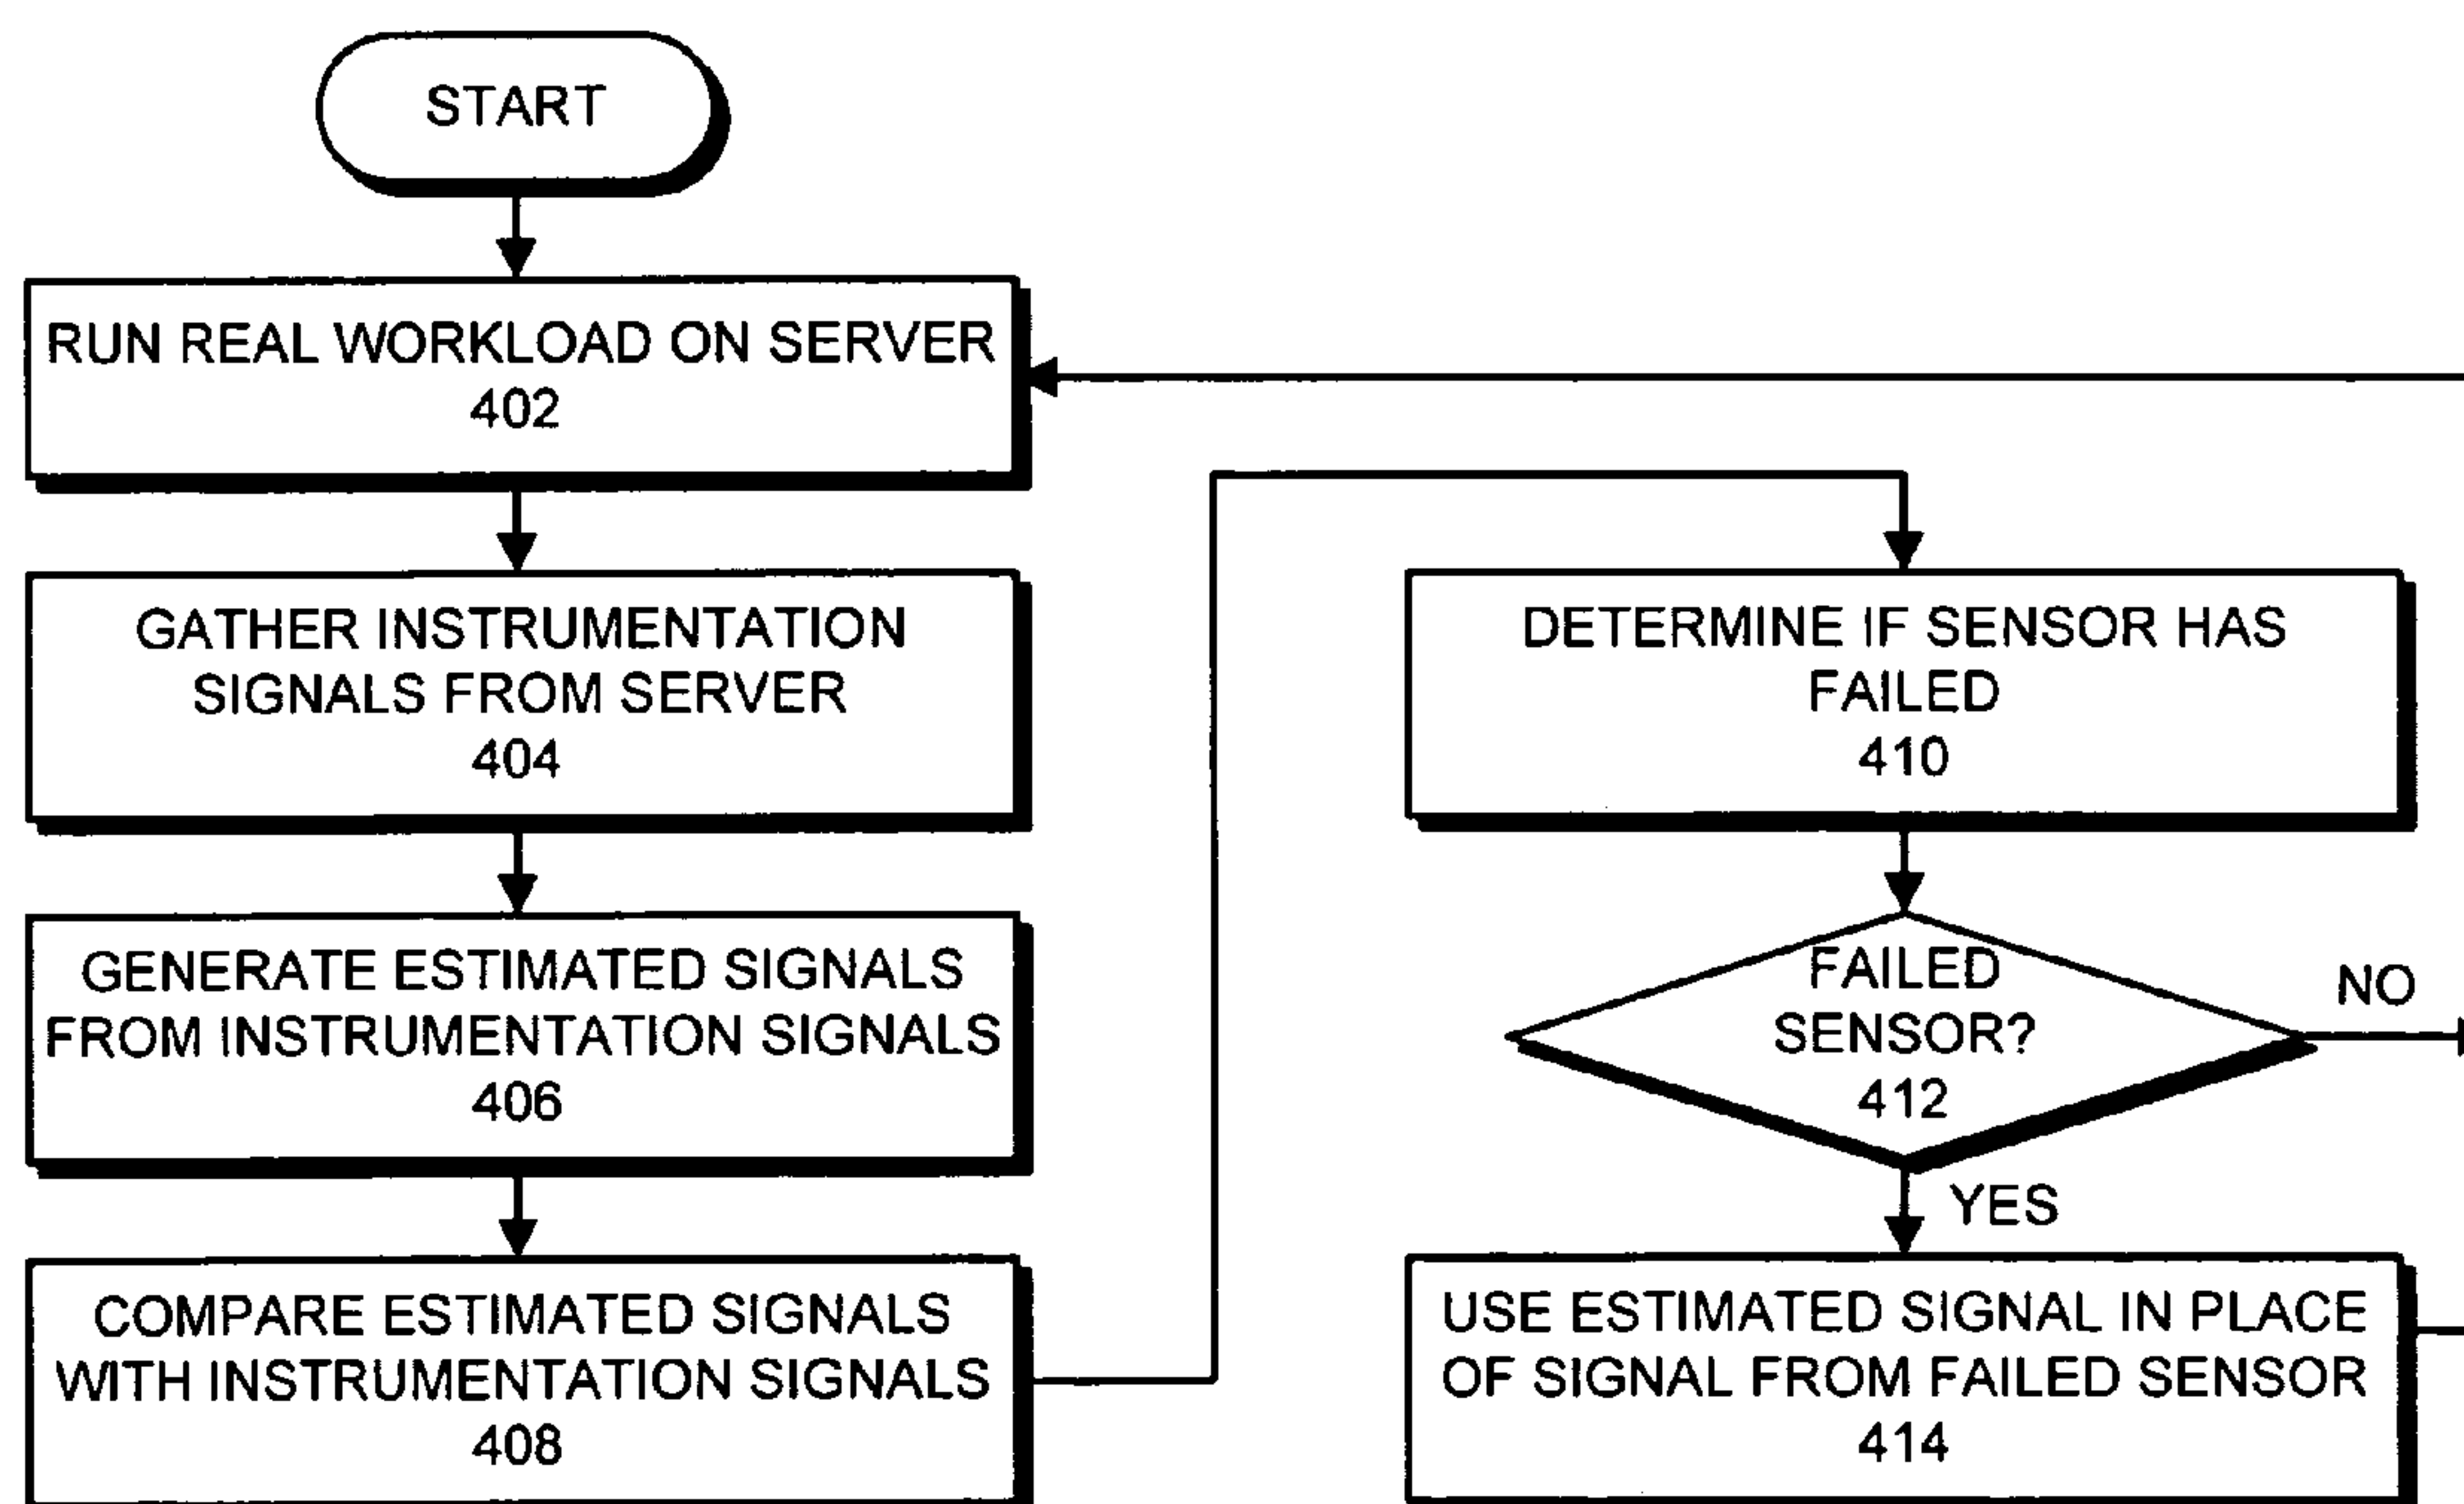 START
RUN REAL WORKLOAD ON SERVER
402
GATHER INSTRUMENTATION
SIGNALS FROM SERVER
404
GENERATE ESTIMATED SIGNALS
FROM INSTRUMENTATION SIGNALS
406
COMPARE ESTIMATED SIGNALS
WITH INSTRUMENTATION SIGNALS
408
DETERMINE IF SENSOR HAS
FAILED
410
FAILED
SENSOR?
412
NO
YES
USE ESTIMATED SIGNAL IN PLACE
OF SIGNAL FROM FAILED SENSOR
414